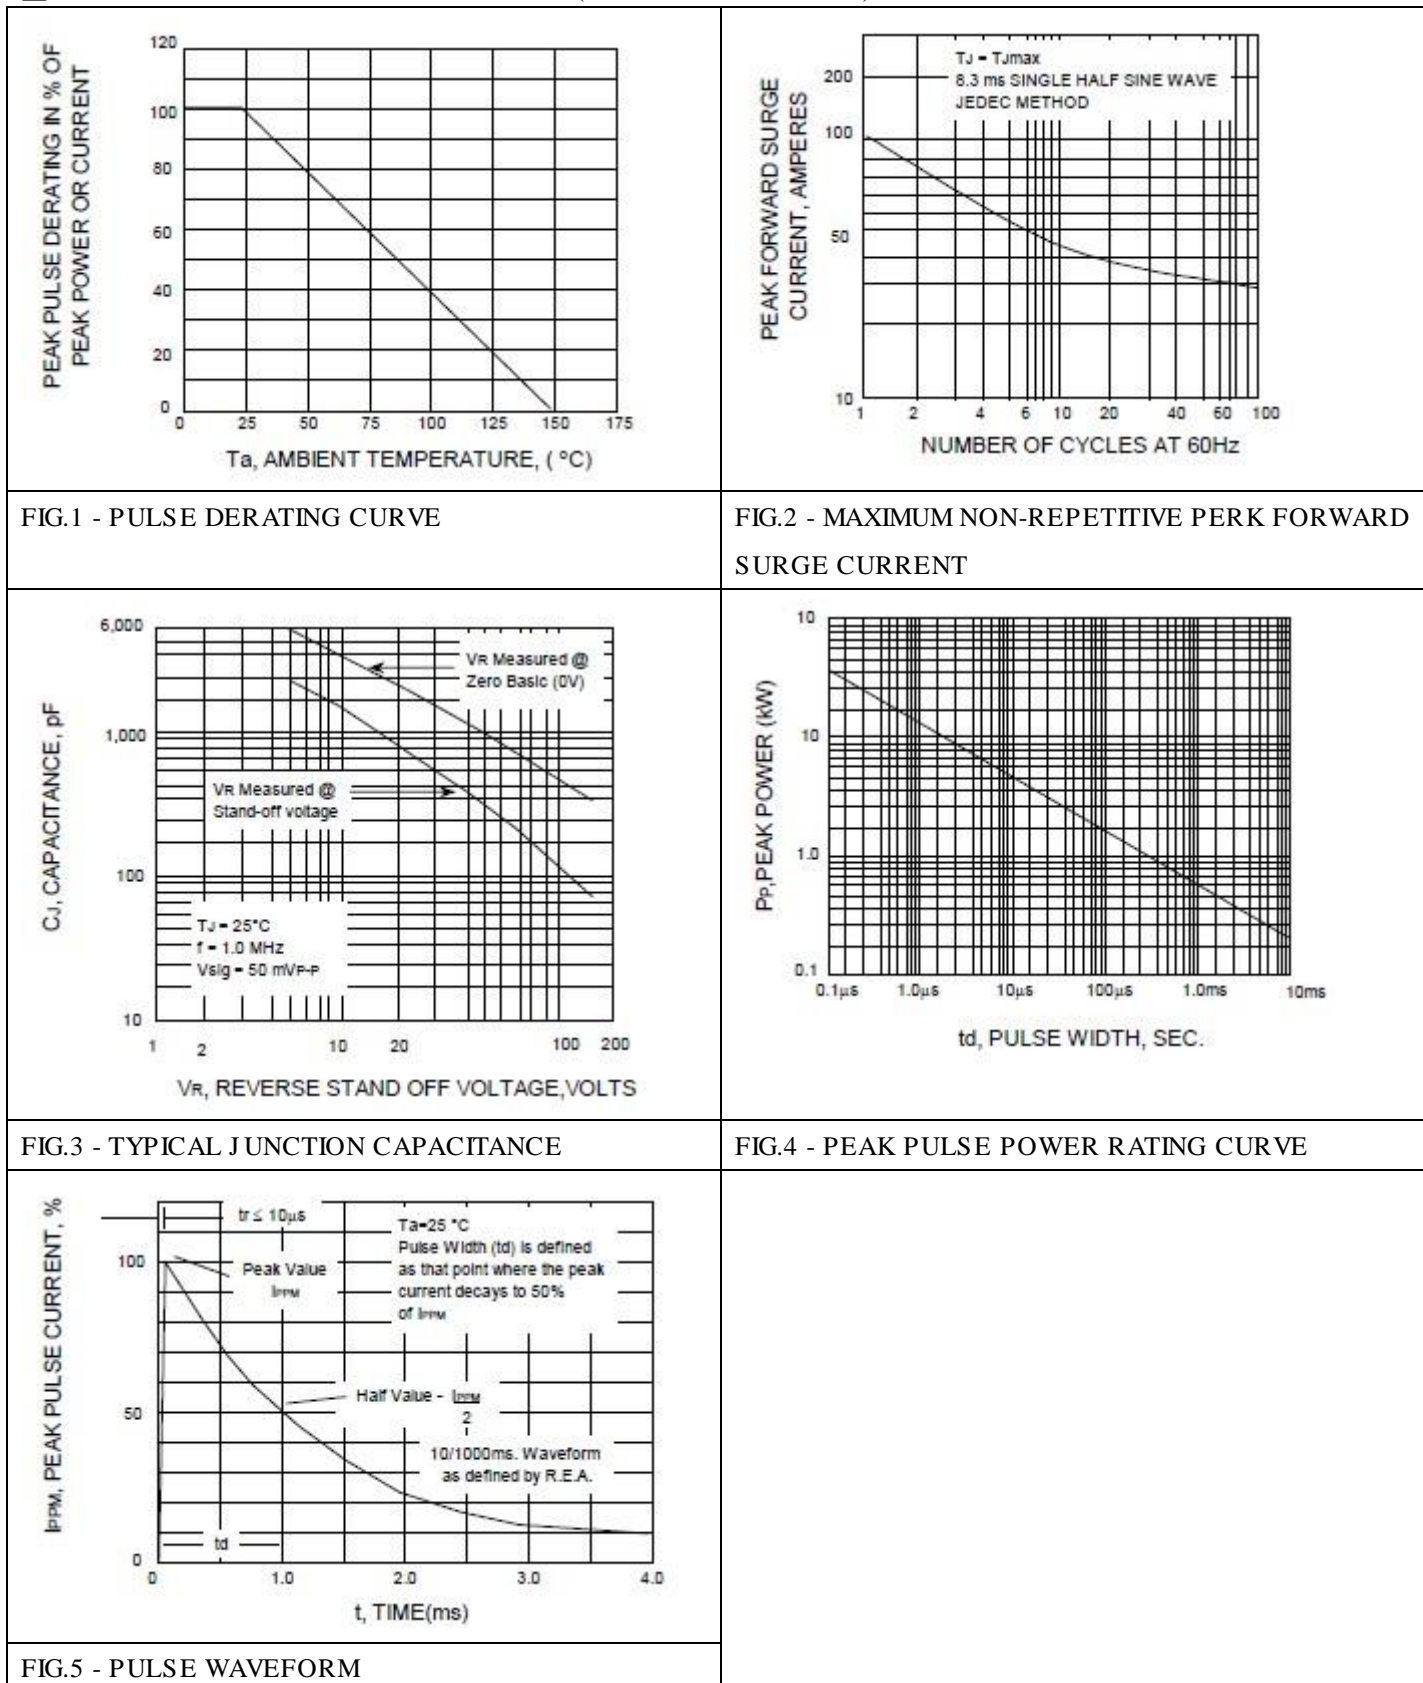 PEAK PULSE DERATING IN % OF
PEAK POWER OR CURRENT
120
100
80
60
40
20
0
0 25 50 75 100 125 150 175
Ta, AMBIENT TEMPERATURE, ( °C)
FIG.1 - PULSE DERATING CURVE
PEAK FORWARD SURGE
CURRENT, AMPERES
200
100
50
10
TJ = TJmax
8.3 ms SINGLE HALF SINE WAVE
JEDEC METHOD
1 2 4 6 10 20 40 60 100
NUMBER OF CYCLES AT 60Hz
FIG.2 - MAXIMUM NON-REPETITIVE PERK FORWARD
SURGE CURRENT
CJ, CAPACITANCE, pF
6,000
1,000
100
10
VR Measured @
Zero Basic (0V)
VR Measured @
Stand-off voltage
TJ = 25°C
f = 1.0 MHz
Vsig = 50 mVP-P
1 2 10 20 100 200
VR, REVERSE STAND OFF VOLTAGE,VOLTS
FIG.3 - TYPICAL JUNCTION CAPACITANCE
PP,PEAK POWER (kW)
10
10
1.0
0.1
0.1µs 1.0µs 10µs 100µs 1.0ms 10ms
td, PULSE WIDTH, SEC.
FIG.4 - PEAK PULSE POWER RATING CURVE
IPPM, PEAK PULSE CURRENT, %
100
50
0
tr ≤ 10µs
Peak Value
IPPM
Ta=25 °C
Pulse Width (td) is defined
as that point where the peak
current decays to 50%
of IPPM
Half Value - IPPM
2
10/1000ms. Waveform
as defined by R.E.A.
td
0 1.0 2.0 3.0 4.0
t, TIME(ms)
FIG.5 - PULSE WAVEFORM